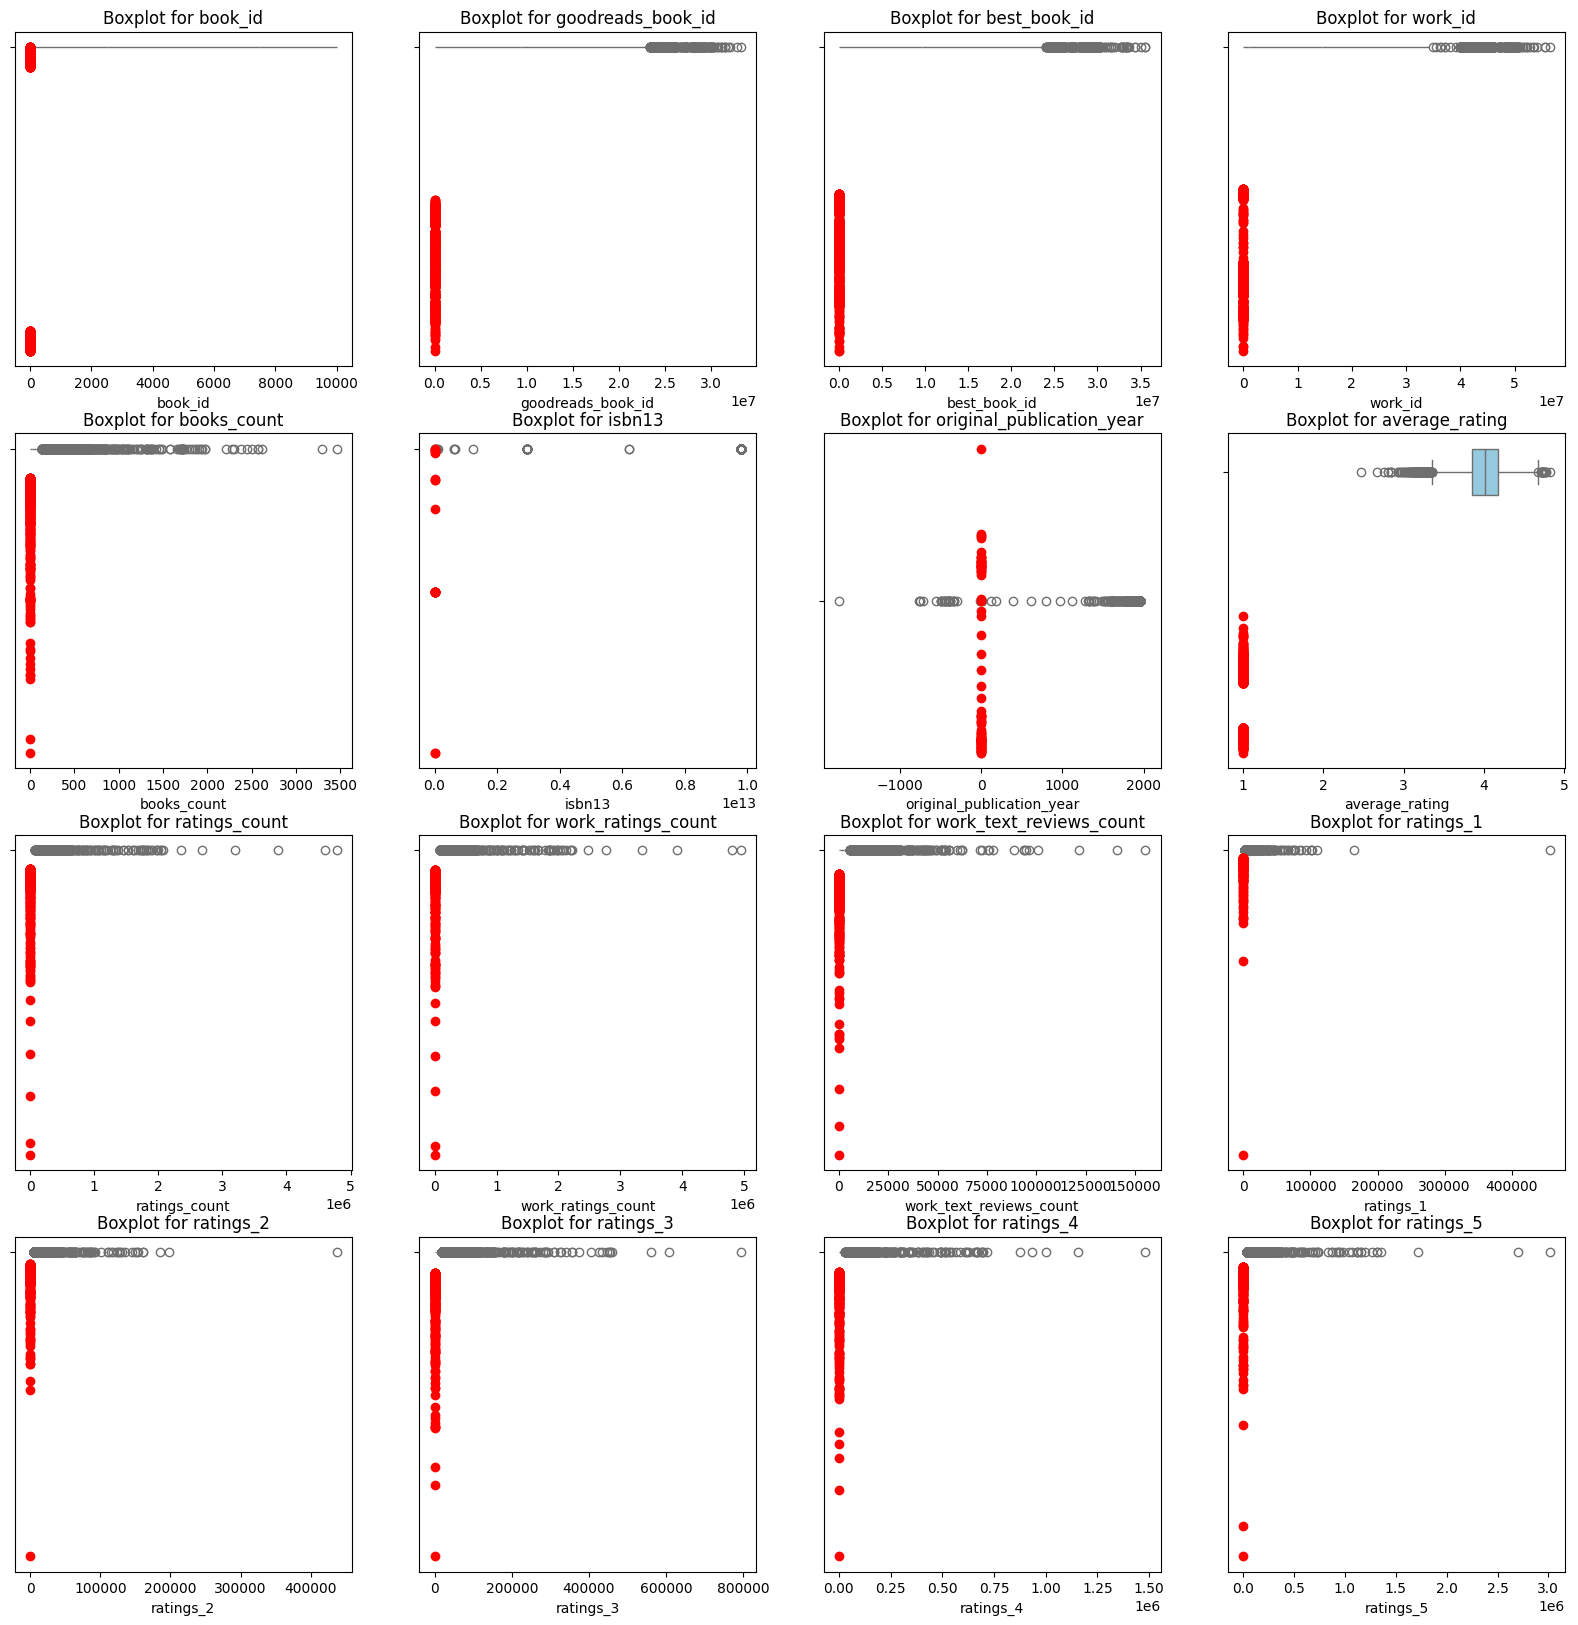 Boxplot for book_id
Boxplot for goodreads_book_id
Boxplot for best_book_id
Boxplot for work_id
0 2000 4000 6000 8000 10000
0.0 0.5 1.0 1.5 2.0 2.5 3.0
0.0 0.5 1.0 1.5 2.0 2.5 3.0 3.5
0 1 2 3 4 5
1e7
1e7
1e7
book_id
goodreads_book_id
best_book_id
work_id
Boxplot for books_count
Boxplot for isbn13
Boxplot for original_publication_year
Boxplot for average_rating
0 500 1000 1500 2000 2500 3000 3500
0.0 0.2 0.4 0.6 0.8 1.0
−1000 0 1000 2000
1 2 3 4 5
1e13
books_count
isbn13
original_publication_year
average_rating
Boxplot for ratings_count
Boxplot for work_ratings_count
Boxplot for work_text_reviews_count
Boxplot for ratings_1
0 1 2 3 4 5
0 1 2 3 4 5
0 25000 50000 75000 100000 125000 150000
0 100000 200000 300000 400000
1e6
1e6
ratings_count
work_ratings_count
work_text_reviews_count
ratings_1
Boxplot for ratings_2
Boxplot for ratings_3
Boxplot for ratings_4
Boxplot for ratings_5
0 100000 200000 300000 400000
0 200000 400000 600000 800000
0.00 0.25 0.50 0.75 1.00 1.25 1.50
0.0 0.5 1.0 1.5 2.0 2.5 3.0
1e6
1e6
ratings_2
ratings_3
ratings_4
ratings_5